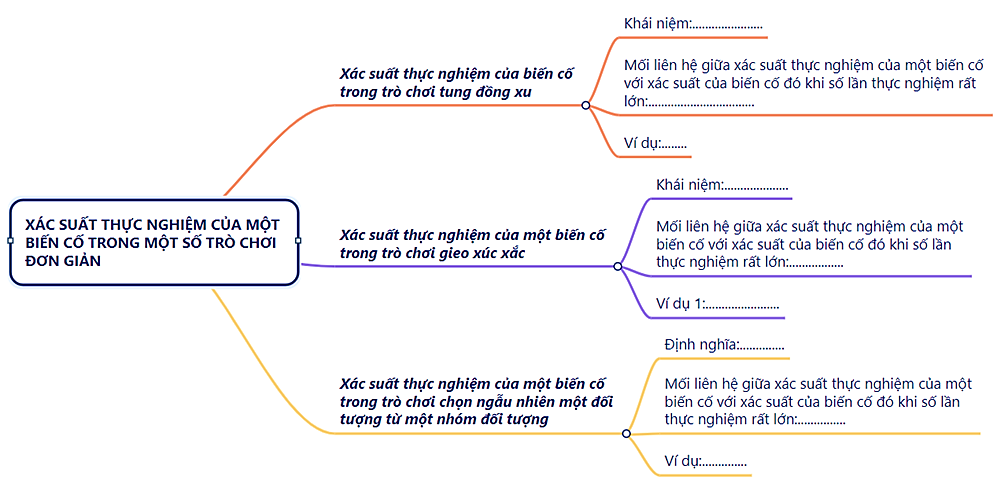 XÁC SUẤT THỰC NGHIỆM CỦA MỘT
BIẾN CỐ TRONG MỘT SỐ TRÒ CHƠI
ĐƠN GIẢN
Xác suất thực nghiệm của biến cố
trong trò chơi tung đồng xu
Khái niệm:......................
Mối liên hệ giữa xác suất thực nghiệm của một biến cố
với xác suất của biến cố đó khi số lần thực nghiệm rất
lớn:.................................
Ví dụ:........
Xác suất thực nghiệm của một biến cố
trong trò chơi gieo xúc xắc
Khái niệm:....................
Mối liên hệ giữa xác suất thực nghiệm của một
biến cố với xác suất của biến cố đó khi số lần
thực nghiệm rất lớn:.................
Ví dụ 1:.......................
Xác suất thực nghiệm của một biến cố
trong trò chơi chọn ngẫu nhiên một đối
tượng từ một nhóm đối tượng
Định nghĩa:..............
Mối liên hệ giữa xác suất thực nghiệm của một
biến cố với xác suất của biến cố đó khi số lần
thực nghiệm rất lớn:...............
Ví dụ:..............